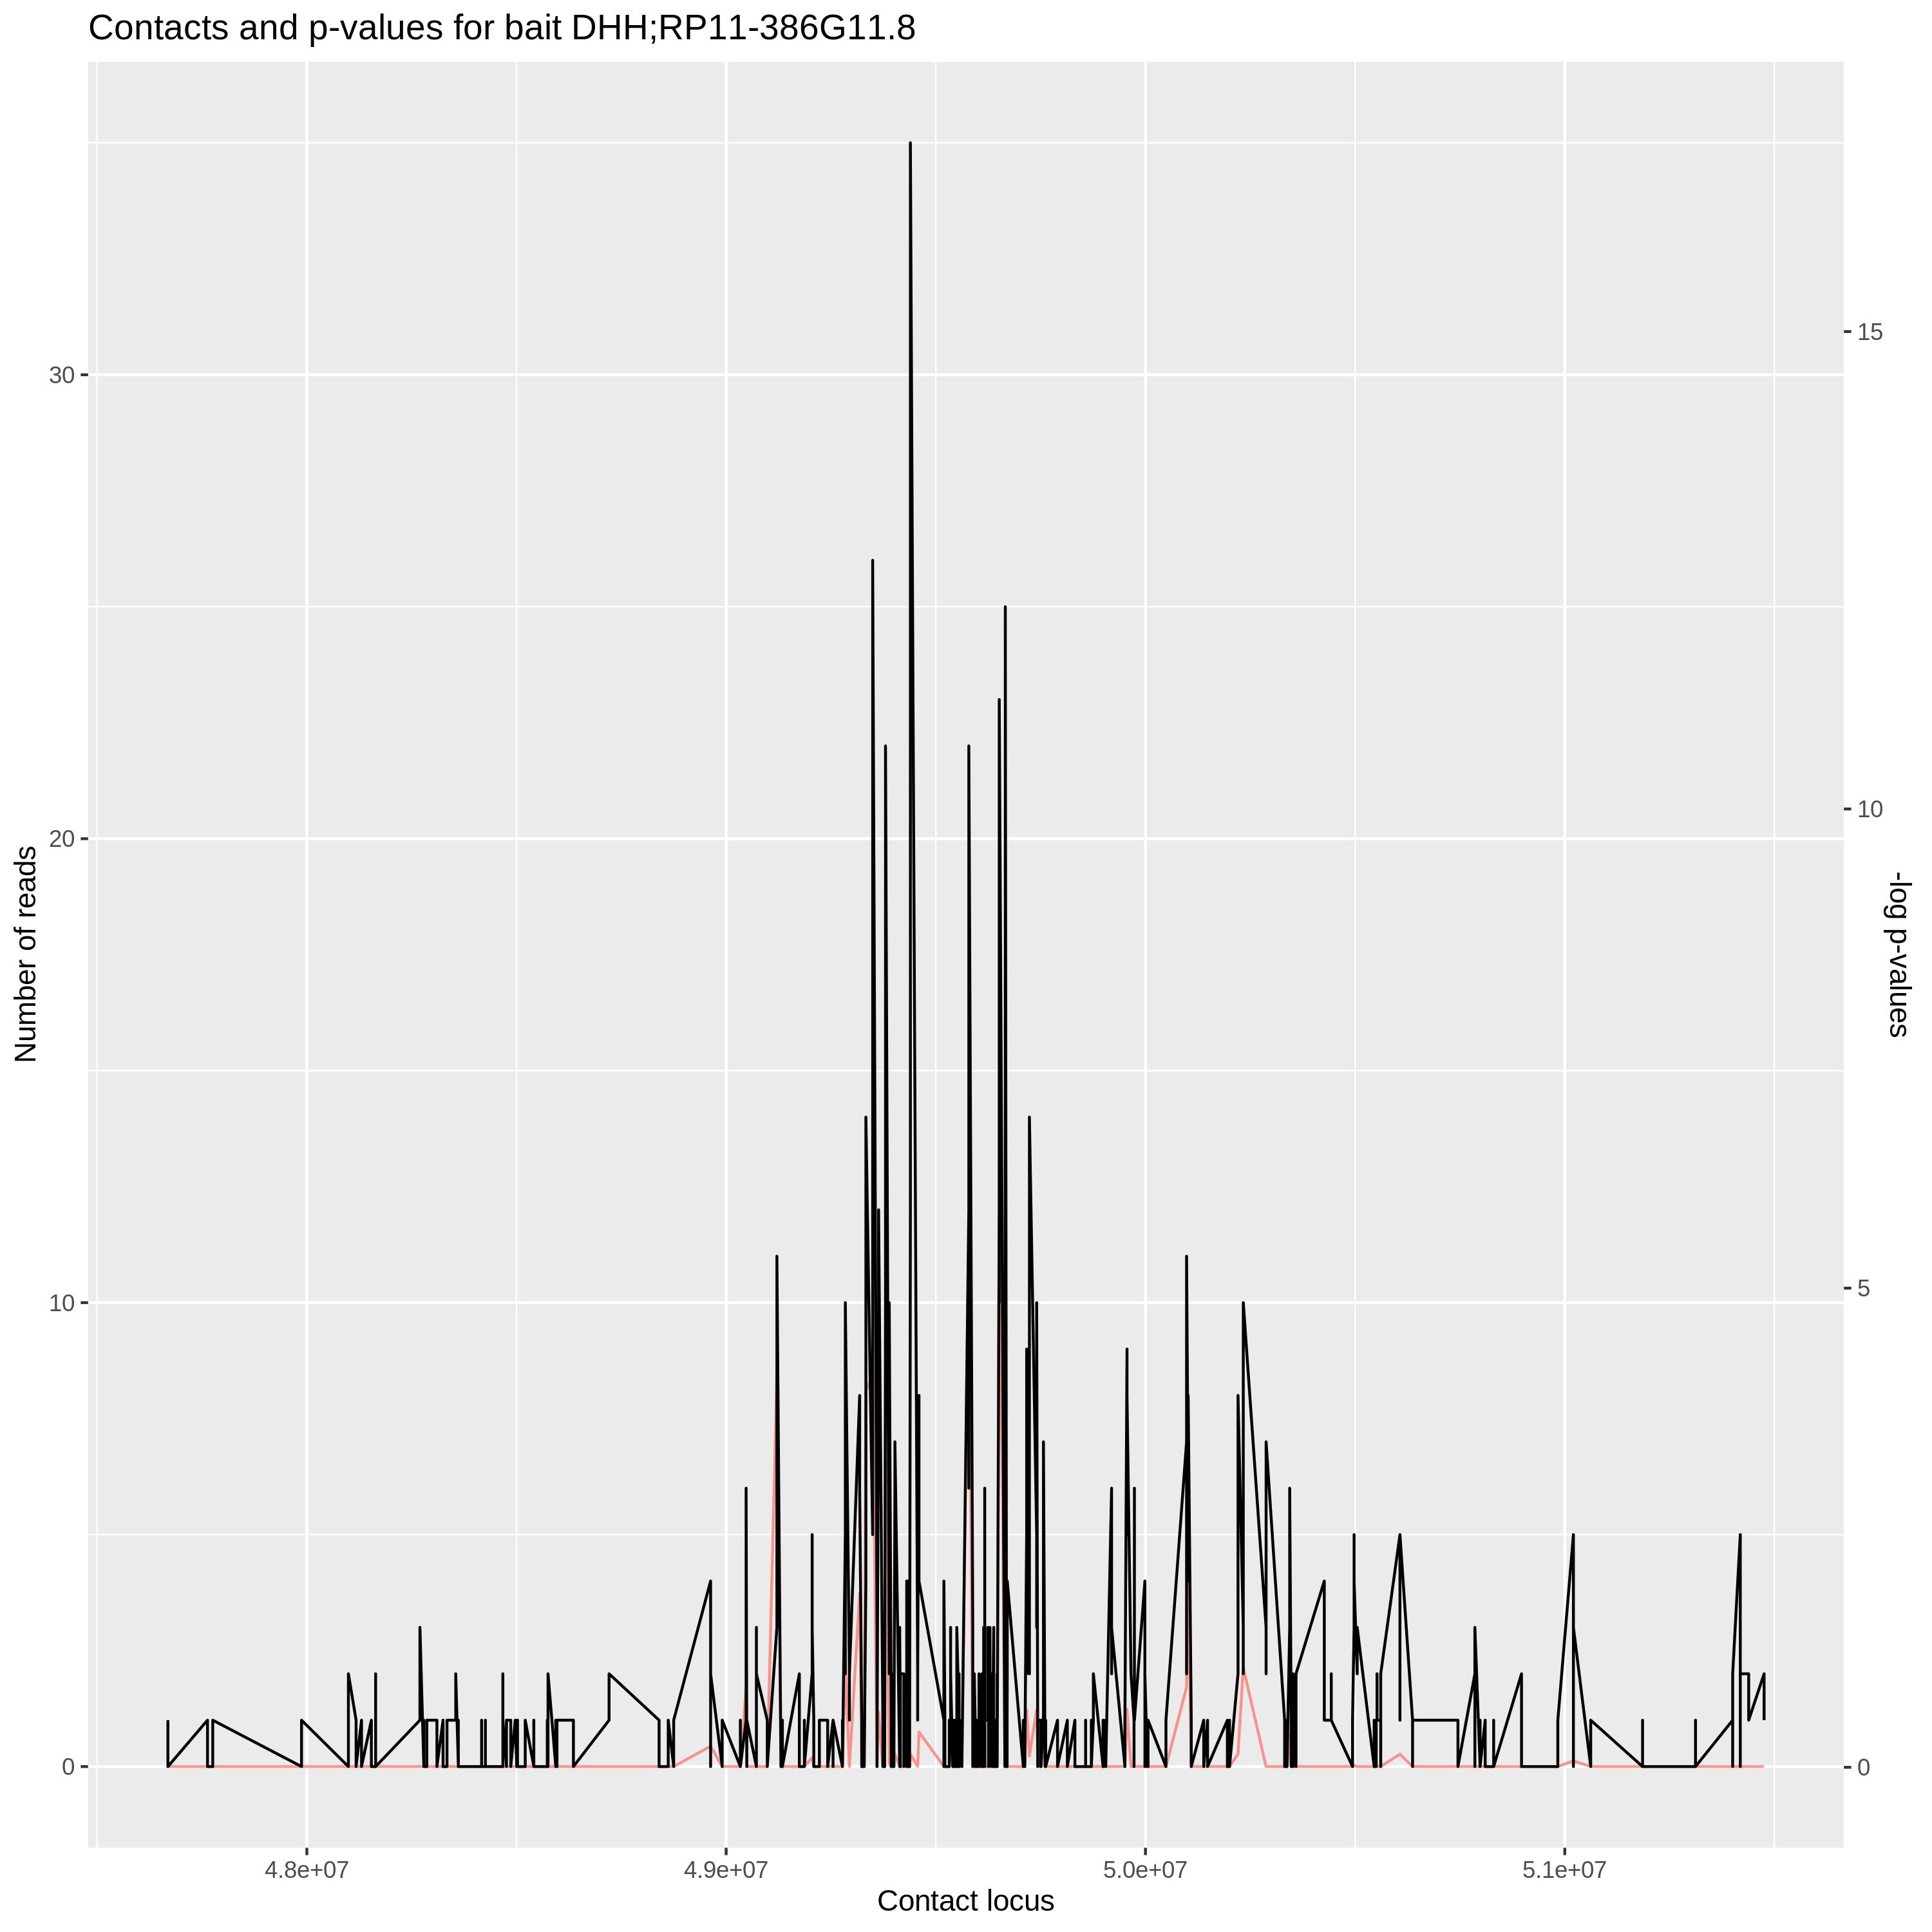 Contacts and p-values for bait DHH;RP11-386G11.8
30
20
10
0
Number of reads
15
10
5
0
-log p-values
4.8e+07
4.9e+07
5.0e+07
5.1e+07
Contact locus